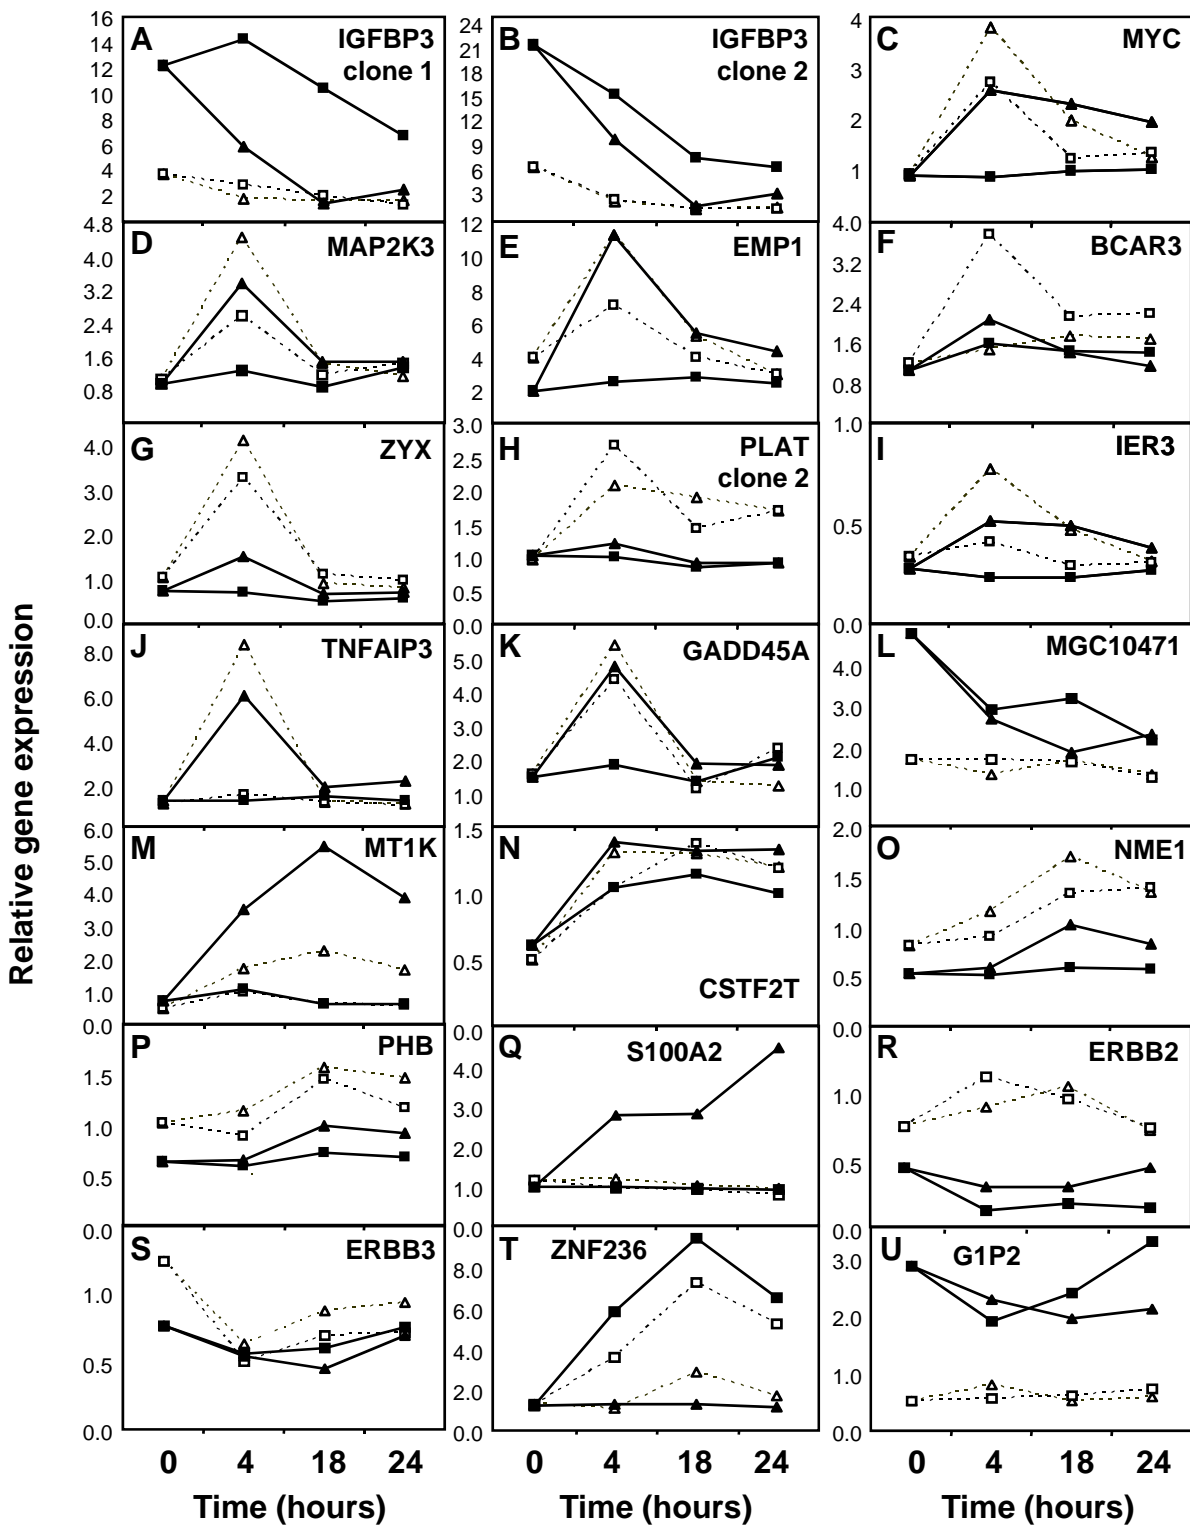 Relative gene expression
A
IGFBP3
clone 1
16
14
12
10
8
6
4
2
B
IGFBP3
clone 2
24
21
18
15
12
9
6
3
C
MYC
4
3
2
1
D
MAP2K3
4.8
4.0
3.2
2.4
1.6
0.8
E
EMP1
12
10
8
6
4
2
F
BCAR3
4.0
3.2
2.4
1.6
0.8
G
ZYX
4.0
3.0
2.0
1.0
0.0
H
PLAT
clone 2
3.0
2.5
2.0
1.5
1.0
0.5
0.0
I
IER3
1.0
0.5
0.0
J
TNFAIP3
8.0
6.0
4.0
2.0
K
GADD45A
5.0
4.0
3.0
2.0
1.0
L
MGC10471
4.0
3.0
2.0
1.0
M
MT1K
6.0
5.0
4.0
3.0
2.0
1.0
0.0
N
CSTF2T
1.5
1.0
0.5
0.0
O
NME1
2.0
1.5
1.0
0.5
0.0
P
PHB
1.5
1.0
0.5
0.0
Q
S100A2
4.0
3.0
2.0
1.0
0.0
R
ERBB2
1.0
0.5
0.0
S
ERBB3
1.0
0.5
0.0
T
ZNF236
8.0
6.0
4.0
2.0
0.0
U
G1P2
3.0
2.0
1.0
0.0
0 4 18 24
0 4 18 24
0 4 18 24
Time (hours)
Time (hours)
Time (hours)